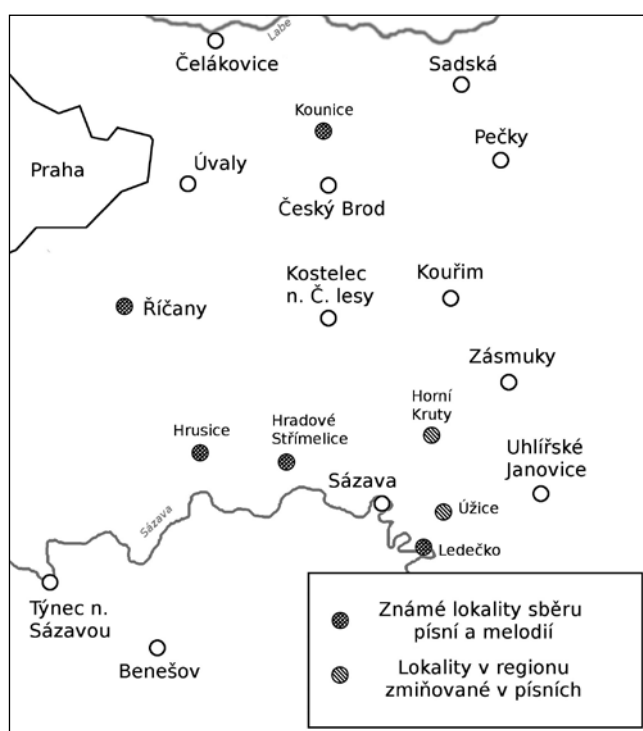 Labe
Čelákovice
Sadská
Kounice
Pečky
Praha
Úvaly
Český Brod
Kostelec
n. Č. lesy
Kouřim
Říčany
Zásmuky
Horní
Kruty
Hrusice
Hradové
Střímelice
Uhlířské
Janovice
Sázava
Úžice
Sázava
Ledečko
Týnec n.
Sázavou
Benešov
Známé lokality sběru
písní a melodií
Lokality v regionu
zmiňované v písních